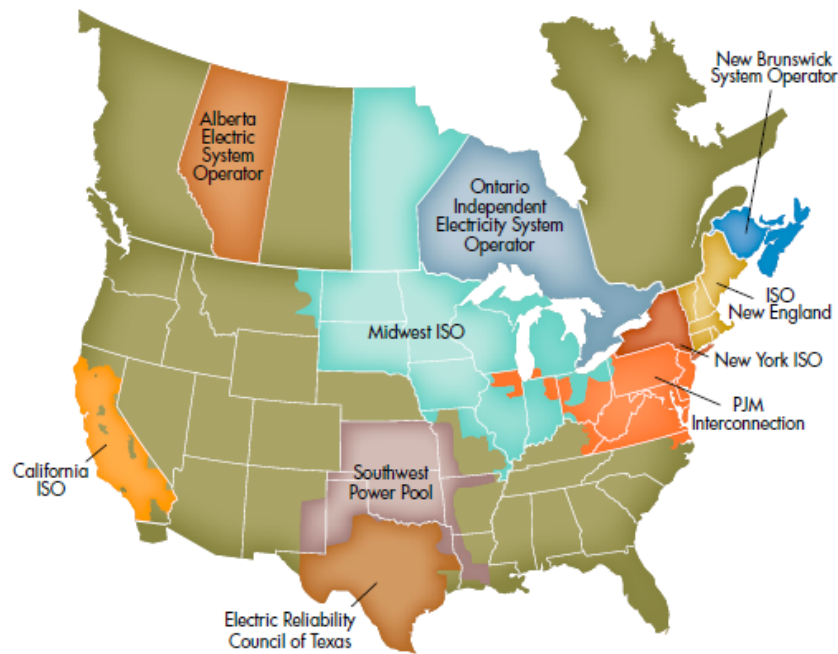 New Brunswick
System Operator
Alberta
Electric
System
Operator
Ontario
Independent
Electricity System
Operator
ISO
New England
Midwest ISO
New York ISO
PJM
Interconnection
California
ISO
Southwest
Power Pool
Electric Reliability
Council of Texas